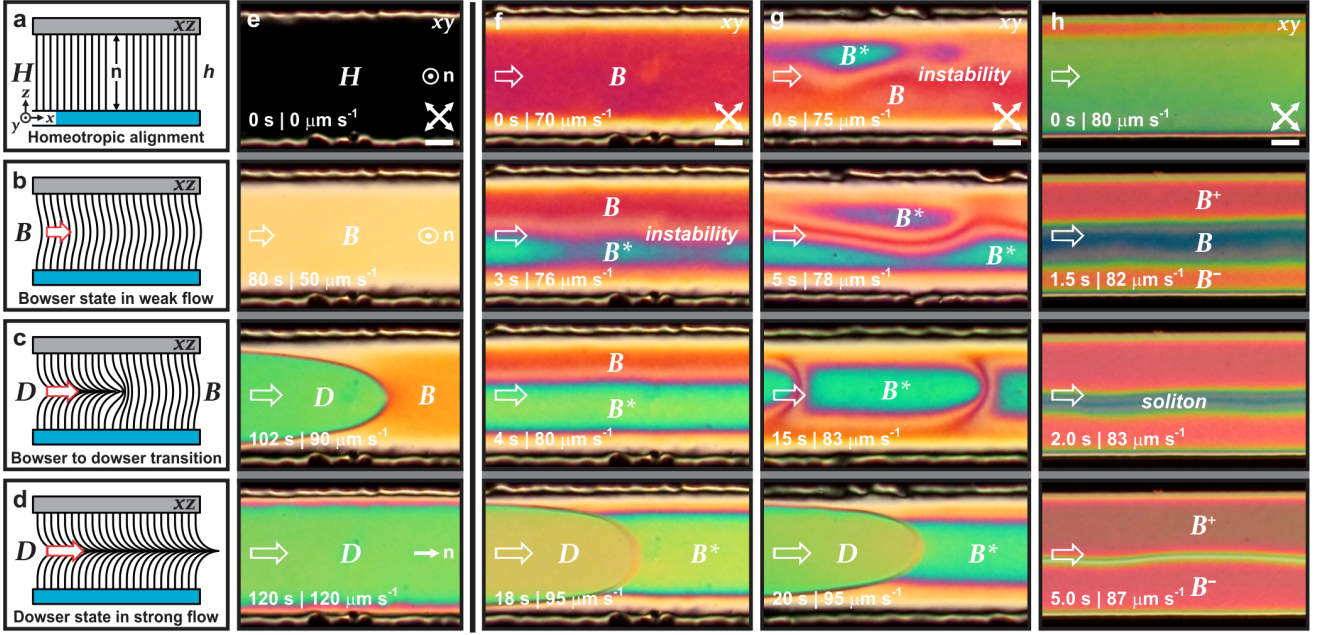 a
xz
H
n
h
z
y
x
Homeotropic alignment
b
xz
B
Bowser state in weak flow
c
xz
D
B
Bowser to dowser transition
d
xz
D
Dowser state in strong flow
e
xy
H
n
0 s | 0 μm s⁻¹
B
n
80 s | 50 μm s⁻¹
D
B
102 s | 90 μm s⁻¹
D
n
120 s | 120 μm s⁻¹
f
xy
B
0 s | 70 μm s⁻¹
B
instability
B*
3 s | 76 μm s⁻¹
B
B*
4 s | 80 μm s⁻¹
D
B*
18 s | 95 μm s⁻¹
g
xy
B*
instability
B
0 s | 75 μm s⁻¹
B*
B*
5 s | 78 μm s⁻¹
B*
15 s | 83 μm s⁻¹
D
B*
20 s | 95 μm s⁻¹
h
xy
0 s | 80 μm s⁻¹
B⁺
B
1.5 s | 82 μm s⁻¹ B⁻
soliton
2.0 s | 83 μm s⁻¹
B⁺
B⁻
5.0 s | 87 μm s⁻¹